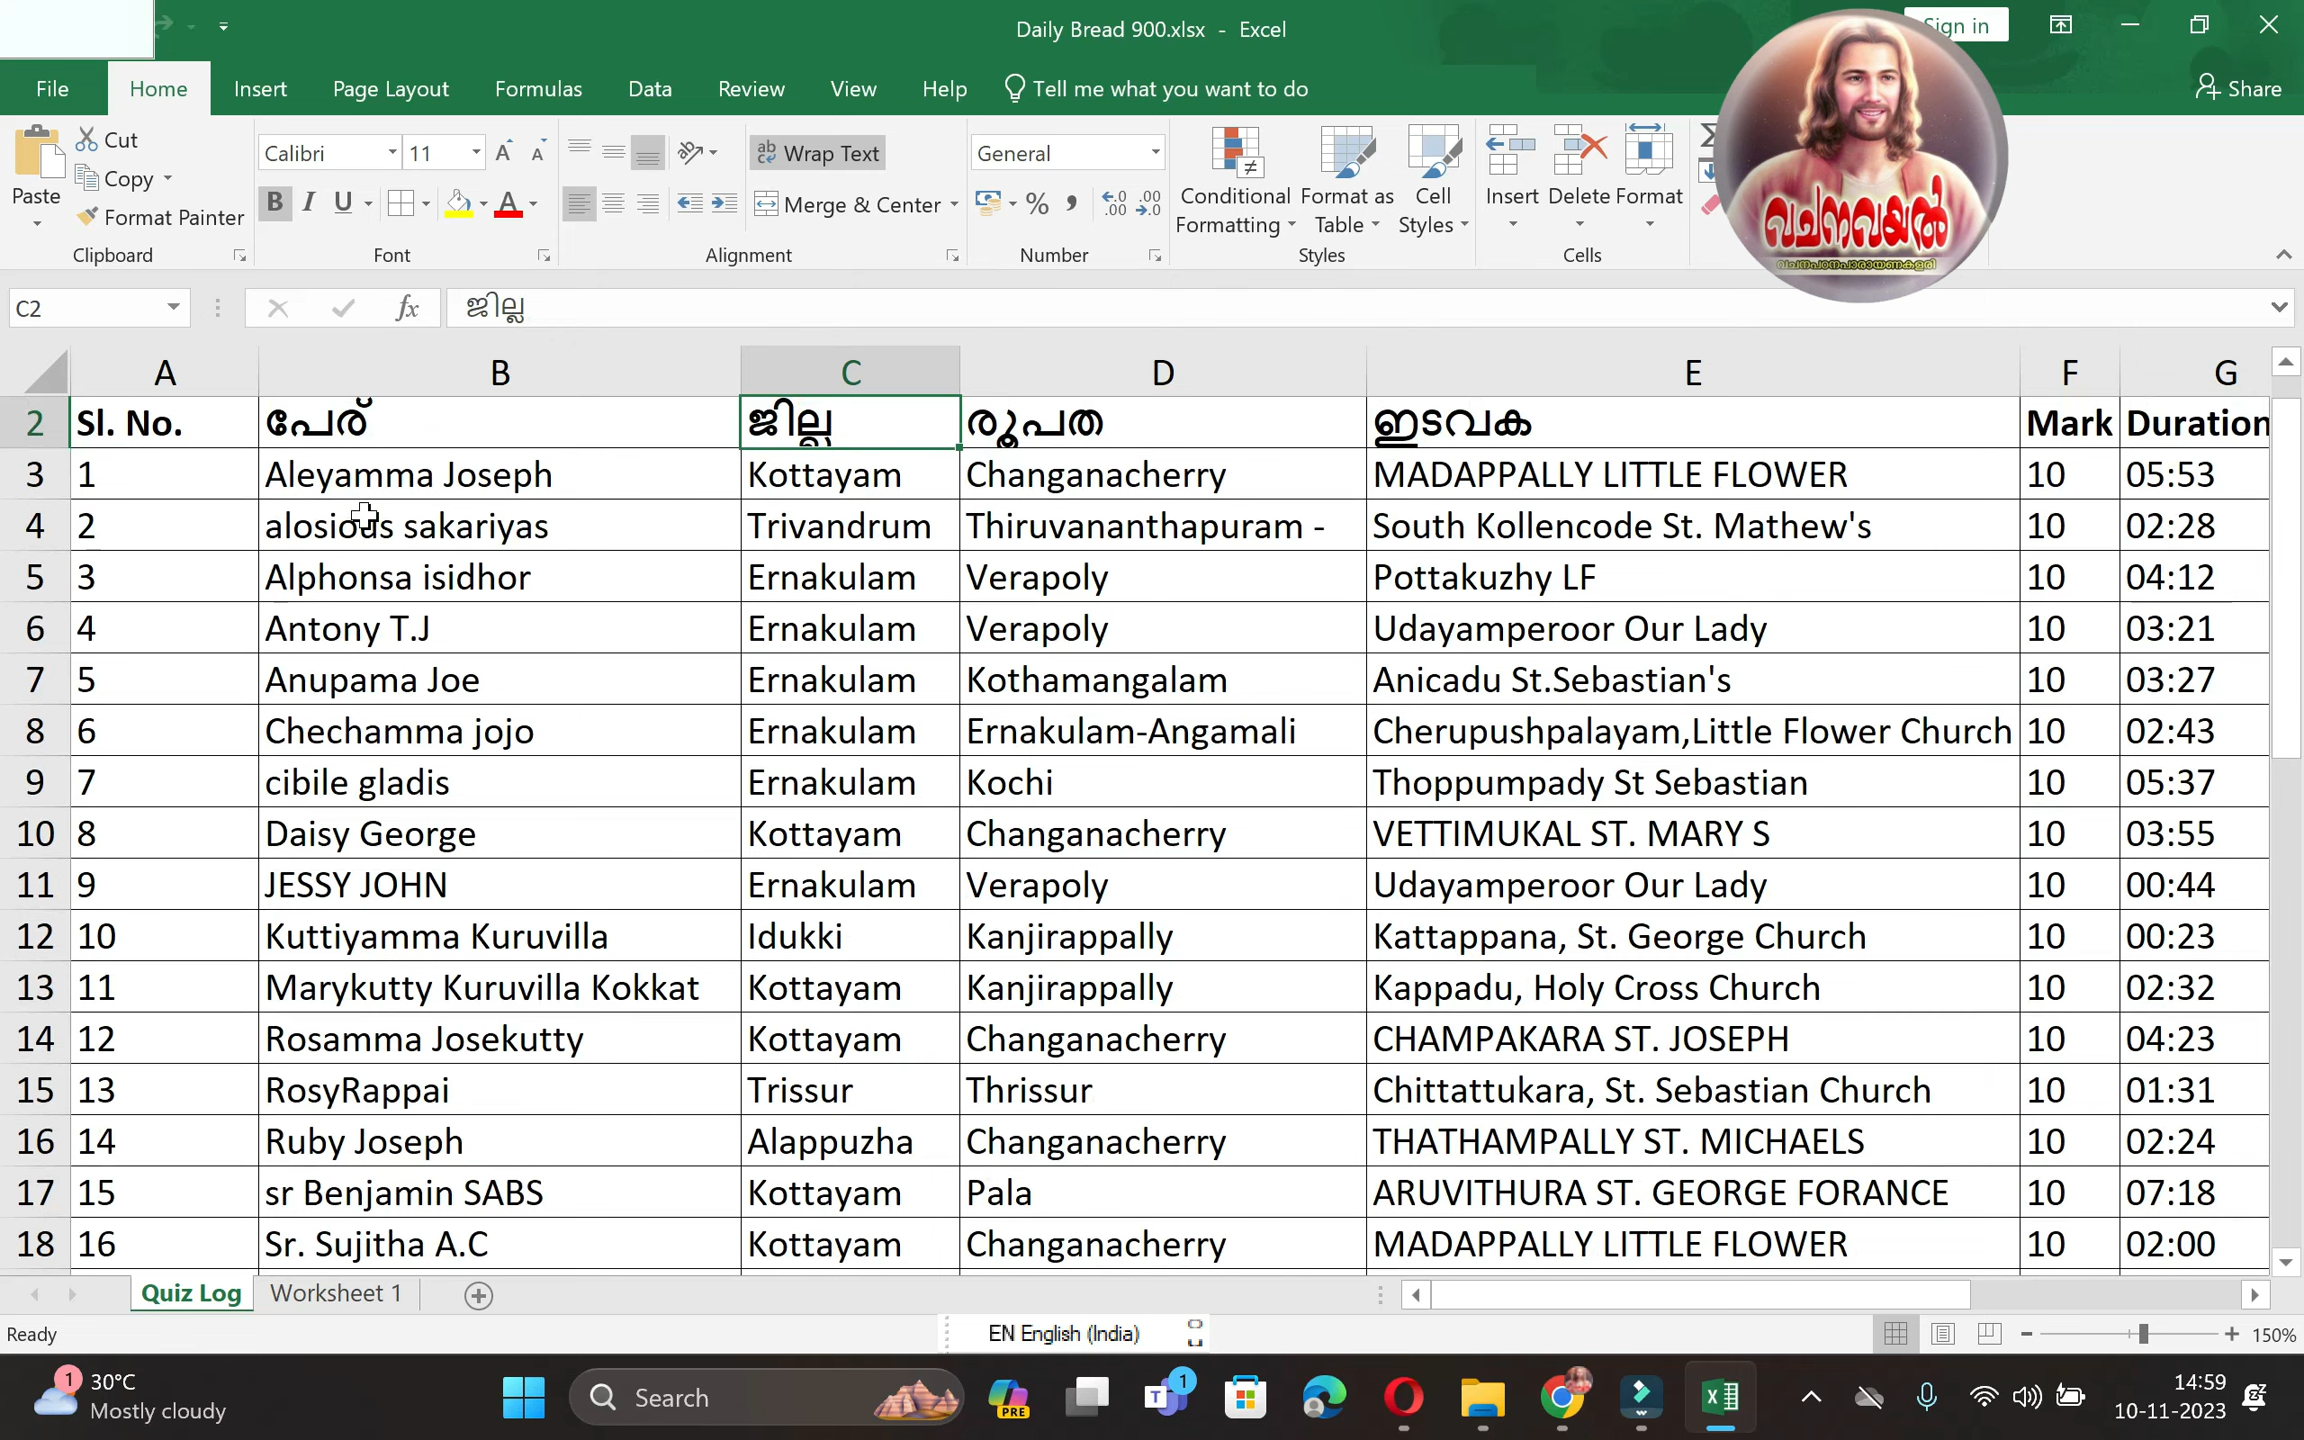 Daily Bread 900.xlsx - Excel
Sign in
File Home Insert Page Layout Formulas Data Review View Help Tell me what you want to do
Share
Paste
Cut
Copy
Format Painter
Clipboard
Calibri 11
B I U
Font
Wrap Text
Merge & Center
Alignment
General
Number
Conditional Formatting
Format as Table
Cell Styles
Styles
Insert Delete Format
Cells
വചനവയൽ
വചനപഠനപാരായണകളരി
C2 fx ജില്ല
A B C D E F G
2 Sl. No. പേര് ജില്ല രൂപത ഇടവക Mark Duration
3 1 Aleyamma Joseph Kottayam Changanacherry MADAPPALLY LITTLE FLOWER 10 05:53
4 2 alosious sakariyas Trivandrum Thiruvananthapuram - South Kollencode St. Mathew's 10 02:28
5 3 Alphonsa isidhor Ernakulam Verapoly Pottakuzhy LF 10 04:12
6 4 Antony T.J Ernakulam Verapoly Udayamperoor Our Lady 10 03:21
7 5 Anupama Joe Ernakulam Kothamangalam Anicadu St.Sebastian's 10 03:27
8 6 Chechamma jojo Ernakulam Ernakulam-Angamali Cherupushpalayam,Little Flower Church 10 02:43
9 7 cibile gladis Ernakulam Kochi Thoppumpady St Sebastian 10 05:37
10 8 Daisy George Kottayam Changanacherry VETTIMUKAL ST. MARY S 10 03:55
11 9 JESSY JOHN Ernakulam Verapoly Udayamperoor Our Lady 10 00:44
12 10 Kuttiyamma Kuruvilla Idukki Kanjirappally Kattappana, St. George Church 10 00:23
13 11 Marykutty Kuruvilla Kokkat Kottayam Kanjirappally Kappadu, Holy Cross Church 10 02:32
14 12 Rosamma Josekutty Kottayam Changanacherry CHAMPAKARA ST. JOSEPH 10 04:23
15 13 RosyRappai Trissur Thrissur Chittattukara, St. Sebastian Church 10 01:31
16 14 Ruby Joseph Alappuzha Changanacherry THATHAMPALLY ST. MICHAELS 10 02:24
17 15 sr Benjamin SABS Kottayam Pala ARUVITHURA ST. GEORGE FORANCE 10 07:18
18 16 Sr. Sujitha A.C Kottayam Changanacherry MADAPPALLY LITTLE FLOWER 10 02:00
Quiz Log Worksheet 1
Ready
EN English (India)
150%
1
30°C
Mostly cloudy
Search
PRE
1
14:59
10-11-2023